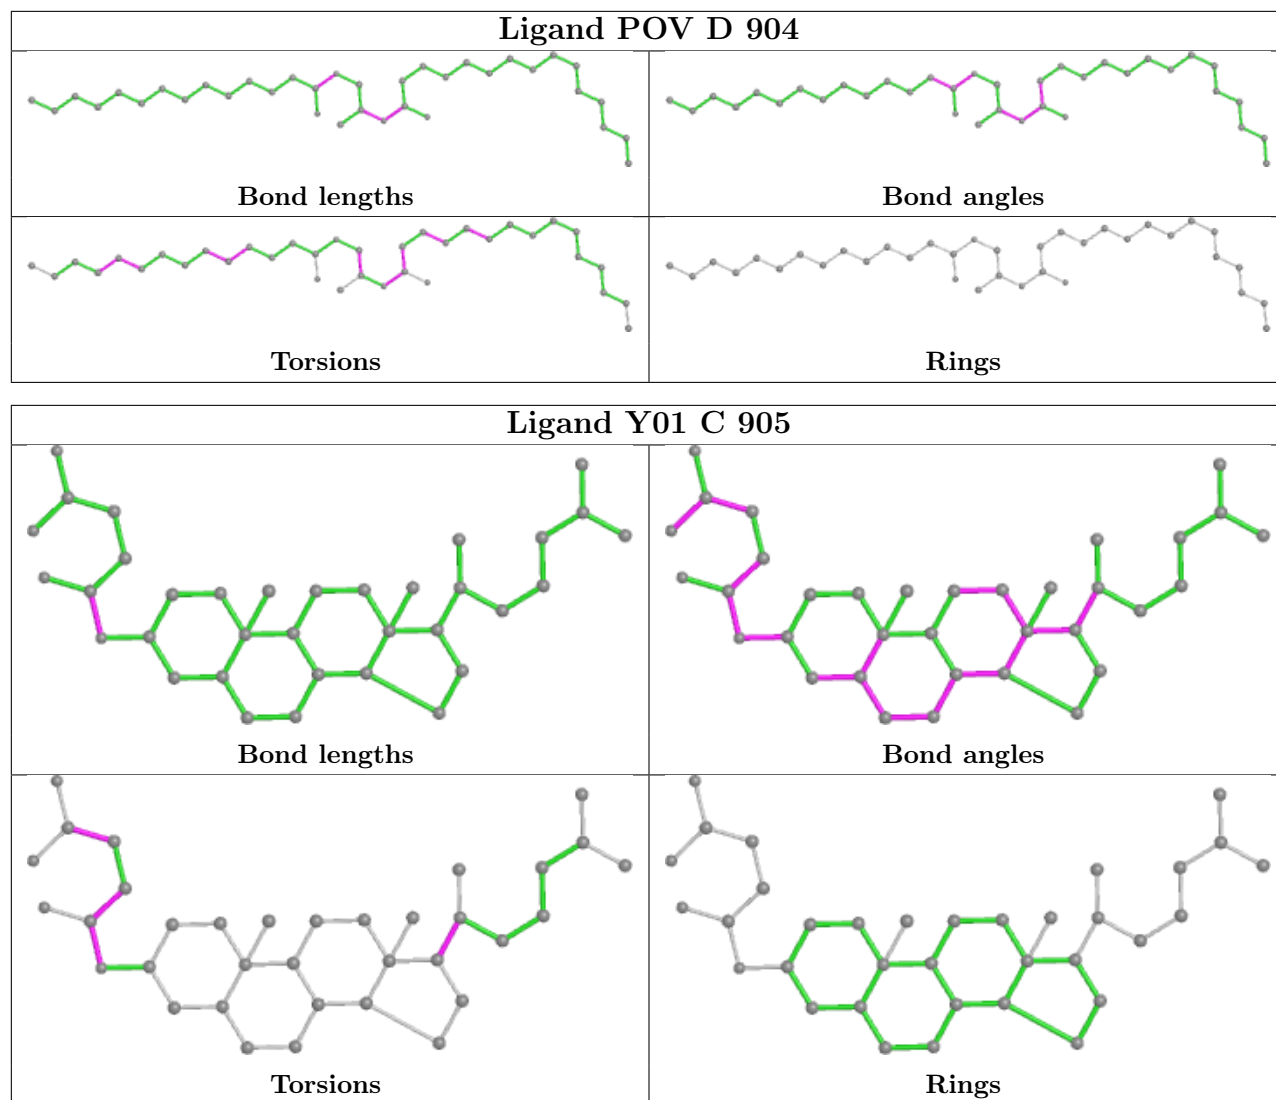 Ligand POV D 904
Bond lengths
Bond angles
Torsions
Rings
Ligand Y01 C 905
Bond lengths
Bond angles
Torsions
Rings